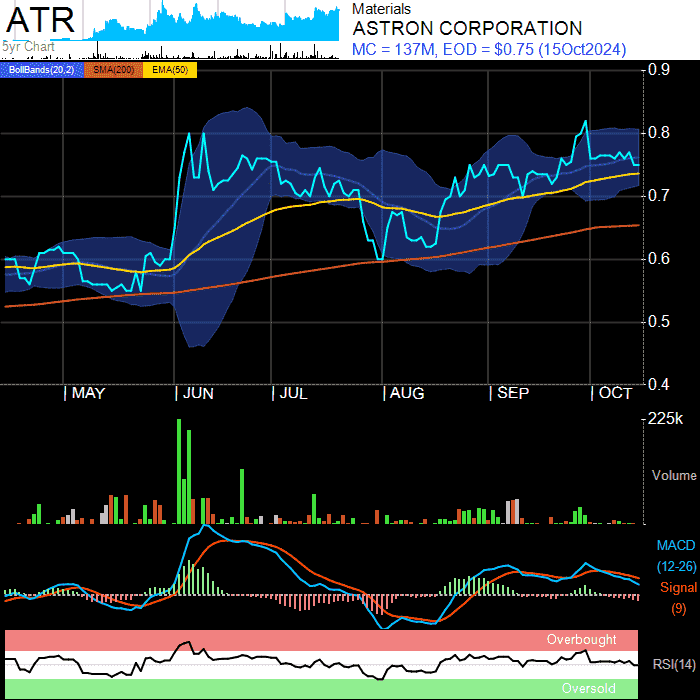 ATR
5yr Chart
Materials
ASTRON CORPORATION
MC = 137M, EOD = $0.75 (15Oct2024)
BollBands(20,2) SMA(200) EMA(50)
0.9
0.8
0.7
0.6
0.5
0.4
MAY JUN JUL AUG SEP OCT
225k
Volume
MACD
(12-26)
Signal
(9)
Overbought
RSI(14)
Oversold